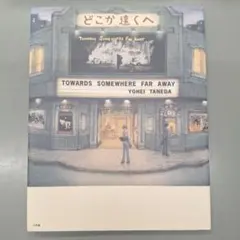 どこか遠くへ
TOWARDS SOMEWHERE FAR AWAY
YOHEI TANEDA